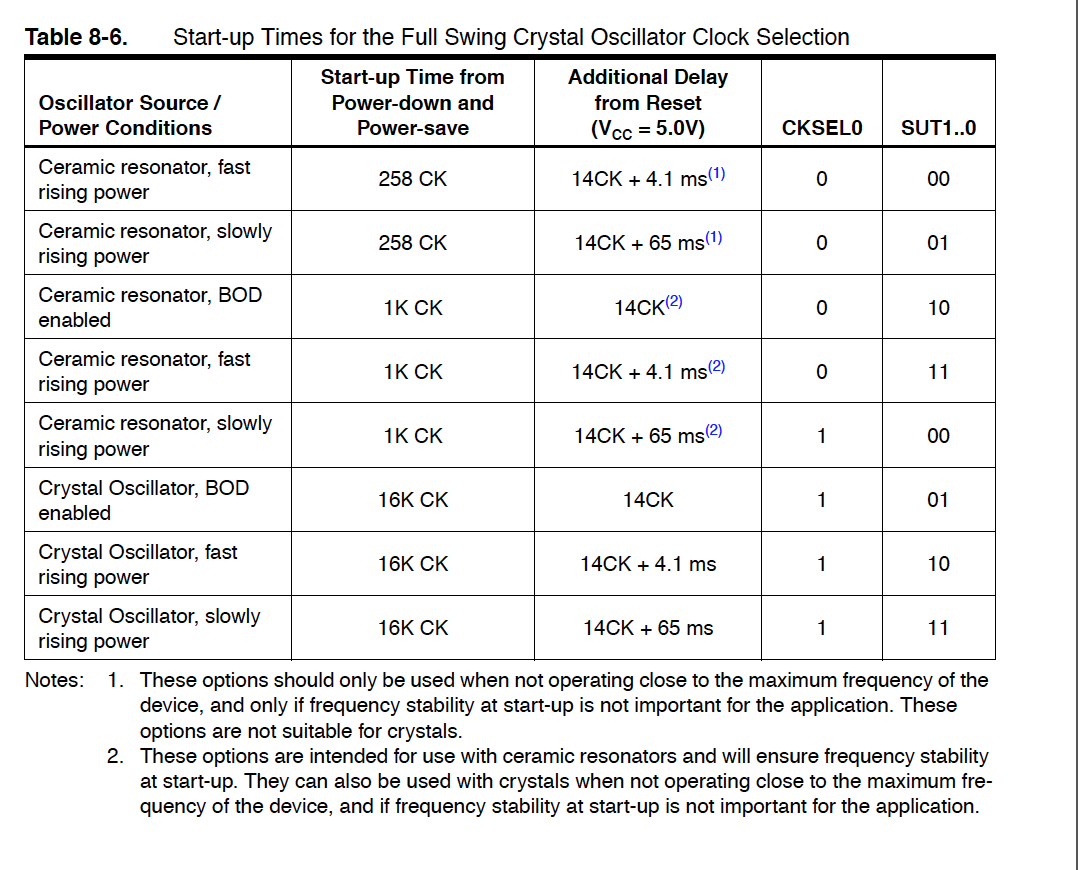 Table 8-6. Start-up Times for the Full Swing Crystal Oscillator Clock Selection
Oscillator Source / Power Conditions | Start-up Time from Power-down and Power-save | Additional Delay from Reset (VCC = 5.0V) | CKSEL0 | SUT1..0
Ceramic resonator, fast rising power | 258 CK | 14CK + 4.1 ms(1) | 0 | 00
Ceramic resonator, slowly rising power | 258 CK | 14CK + 65 ms(1) | 0 | 01
Ceramic resonator, BOD enabled | 1K CK | 14CK(2) | 0 | 10
Ceramic resonator, fast rising power | 1K CK | 14CK + 4.1 ms(2) | 0 | 11
Ceramic resonator, slowly rising power | 1K CK | 14CK + 65 ms(2) | 1 | 00
Crystal Oscillator, BOD enabled | 16K CK | 14CK | 1 | 01
Crystal Oscillator, fast rising power | 16K CK | 14CK + 4.1 ms | 1 | 10
Crystal Oscillator, slowly rising power | 16K CK | 14CK + 65 ms | 1 | 11
Notes: 1. These options should only be used when not operating close to the maximum frequency of the
device, and only if frequency stability at start-up is not important for the application. These
options are not suitable for crystals.
2. These options are intended for use with ceramic resonators and will ensure frequency stability
at start-up. They can also be used with crystals when not operating close to the maximum fre-
quency of the device, and if frequency stability at start-up is not important for the application.